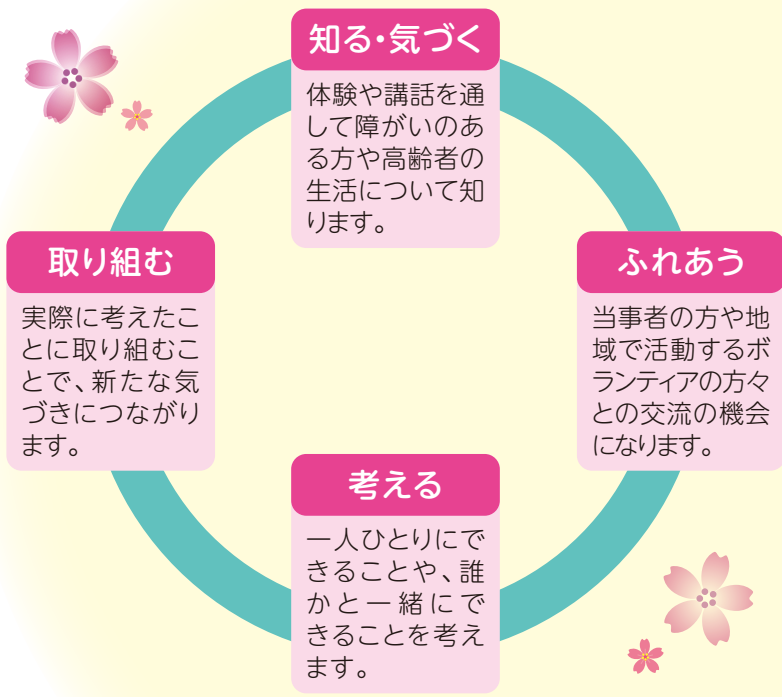 知る・気づく
体験や講話を通
して障がいのあ
る方や高齢者の
生活について知
ります。
ふれあう
当事者の方や地
域で活動するボ
ランティアの方々
との交流の機会
になります。
考える
一人ひとりにで
きることや、誰
かと一緒にで
きることを考え
ます。
取り組む
実際に考えたこ
とに取り組むこ
とで、新たな気
づきにつながり
ます。